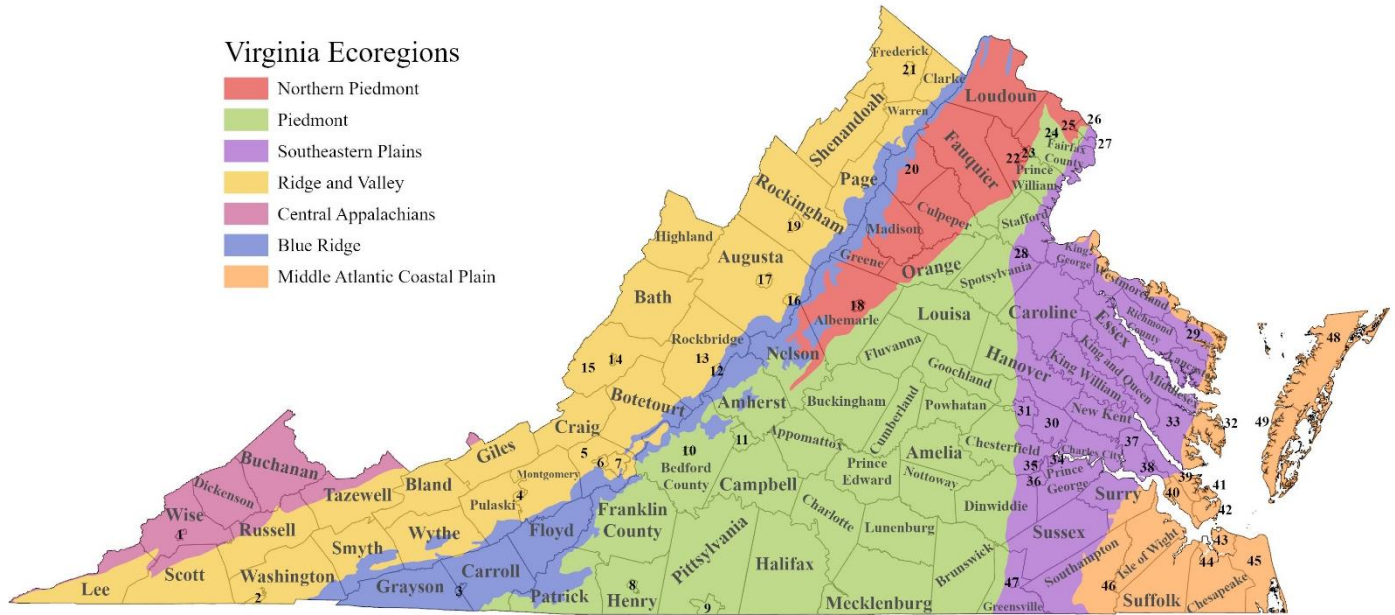 Virginia Ecoregions
Northern Piedmont
Piedmont
Southeastern Plains
Ridge and Valley
Central Appalachians
Blue Ridge
Middle Atlantic Coastal Plain
Frederick
21
Clarke
Loudoun
Shenandoah
Warren
26
25
24
27
Fairfax
County
Fauquier
22
23
Prince
William
20
Page
Rockingham
Culpeper
Stafford
Madison
19
Highland
Greene
Augusta
Orange
King
George
28
Westmoreland
Spotsylvania
17
Bath
16
18
Albemarle
Louisa
Caroline
Essex
Richmond
County
29
48
Rockbridge
Nelson
Fluvanna
Hanover
King and Queen
King William
Lancas
15
14
13
12
Goochland
Middlesex
Botetourt
Amherst
Buckingham
Cumberland
Powhatan
New Kent
31
30
33
32
49
Craig
Appomattox
Giles
Amelia
Chesterfield
Charles City
37
11
10
Bedford
County
5
6
7
Buchanan
Montgomery
Campbell
Prince
Edward
Nottoway
35
34
36
Prince
George
38
39
40
41
42
Dickenson
Tazewell
Bland
Pulaski
4
Franklin
County
Charlotte
Dinwiddie
Surry
Wise
1
Russell
Wythe
Floyd
Lunenburg
Sussex
Isle of Wight
43
Smyth
Pittsylvania
Halifax
Brunswick
Southampton
44
45
Lee
Scott
Washington
2
Grayson
Carroll
3
Patrick
8
Henry
9
Mecklenburg
47
Greensville
46
Suffolk
Chesapeake